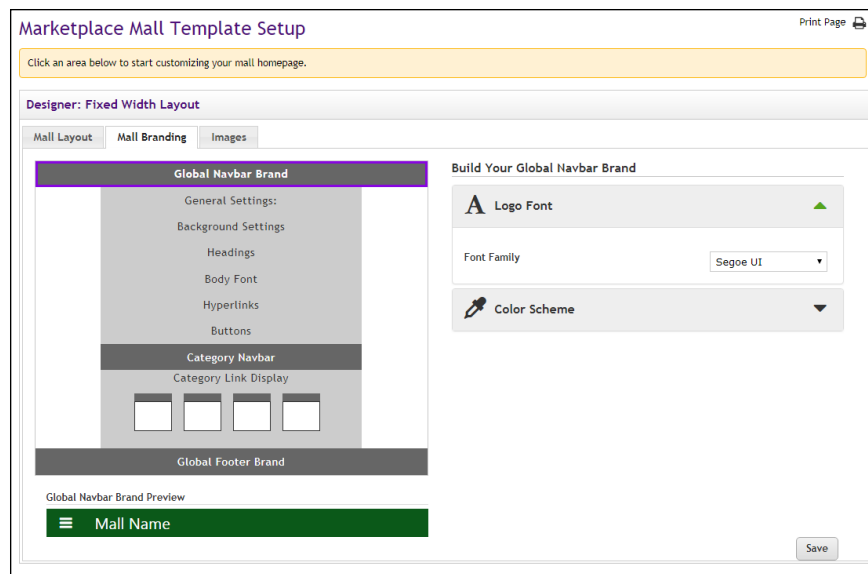 Marketplace Mall Template Setup
Print Page
Click an area below to start customizing your mall homepage.
Designer: Fixed Width Layout
Mall Layout
Mall Branding
Images
Global Navbar Brand
General Settings:
Background Settings
Headings
Body Font
Hyperlinks
Buttons
Category Navbar
Category Link Display
Global Footer Brand
Global Navbar Brand Preview
Mall Name
Build Your Global Navbar Brand
A Logo Font
Font Family
Segoe UI
Color Scheme
Save